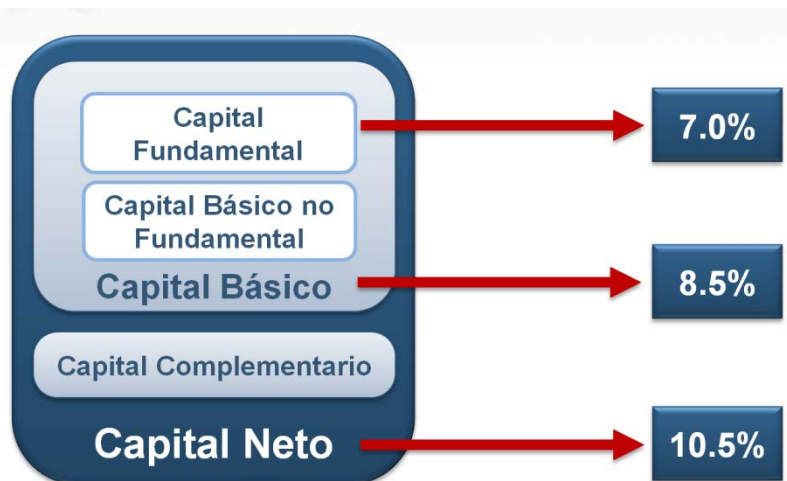 Capital
Fundamental
7.0%
Capital Básico no
Fundamental
Capital Básico
8.5%
Capital Complementario
Capital Neto
10.5%